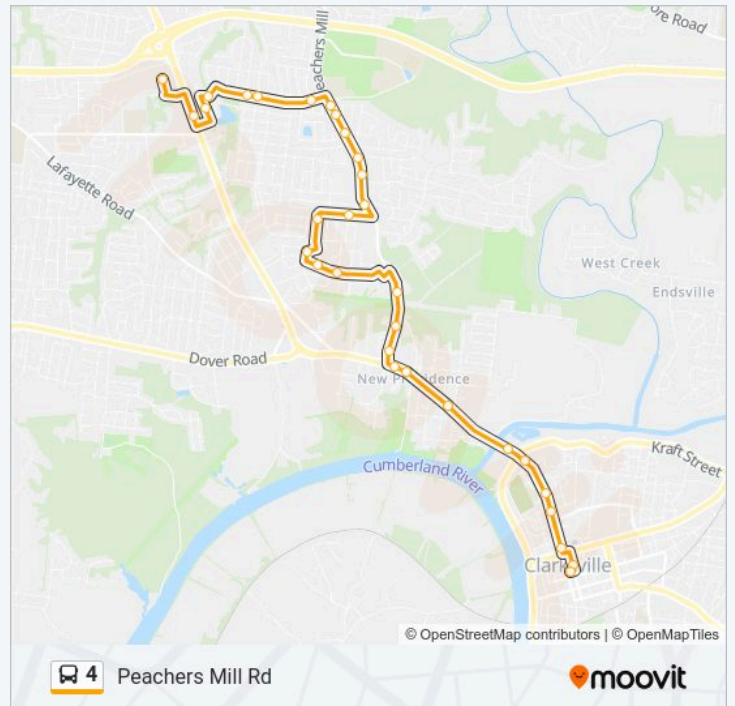 ore Road
Peachers Mill
Lafayette Road
West Creek
Endsville
Dover Road
New Providence
Kraft Street
Cumberland River
Clarksville
© OpenStreetMap contributors | © OpenMapTiles
4 Peachers Mill Rd
moovit